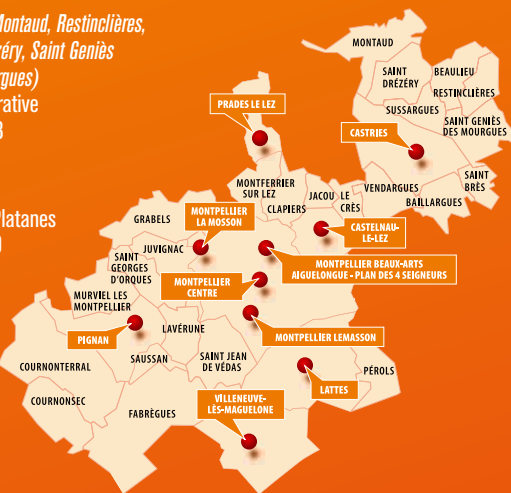 Montaud, Restinclières,
Saint Geniès
rative
Platanes
MONTAUD
SAINT
DRÉZÉRY
BEAULIEU
RESTINCLIÈRES
SUSSARGUES
SAINT GENIÈS
DES MOURGUES
CASTRIES
PRADES LE LEZ
MONTFERRIER
SUR LEZ
CLAPIERS
JACOU
LE
CRÈS
VENDARGUES
SAINT
BRÈS
BAILLARGUES
GRABELS
MONTPELLIER
LA MOSSON
CASTELNAU-
LE-LEZ
JUVIGNAC
SAINT
GEORGES
D'ORQUES
MONTPELLIER BEAUX-ARTS
AIGUELONGUE - PLAN DES 4 SEIGNEURS
MONTPELLIER
CENTRE
MURVIEL LES
MONTPELLIER
PIGNAN
LAVÉRUNE
MONTPELLIER LEMASSON
COURNONTERRAL
SAUSSAN
SAINT JEAN
DE VÉDAS
PÉROLS
LATTES
COURNONSEC
FABRÈGUES
VILLENEUVE-
LÈS-MAGUELONE